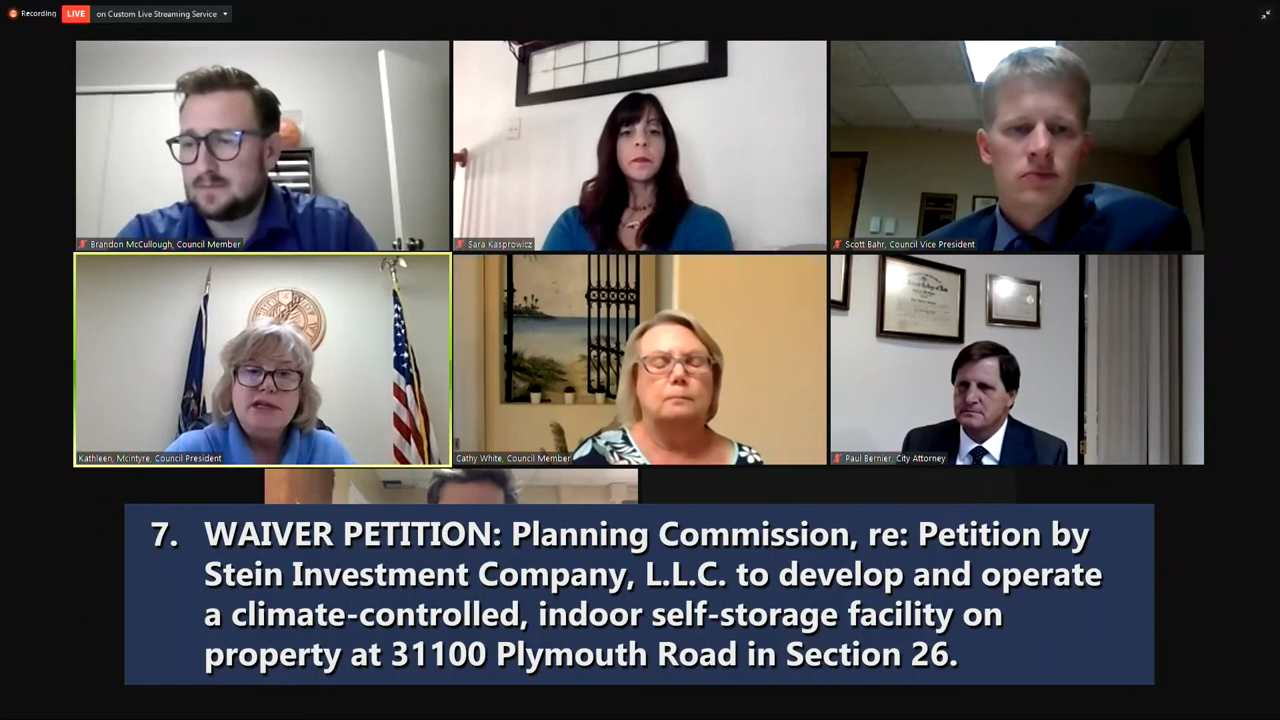 Recording
LIVE
on Custom Live Streaming Service
Brandon McCullough, Council Member
Sara Kasprowicz
Scott Bahr, Council Vice President
Kathleen, McIntyre, Council President
Cathy White, Council Member
Paul Bernier, City Attorney
7. WAIVER PETITION: Planning Commission, re: Petition by
Stein Investment Company, L.L.C. to develop and operate
a climate-controlled, indoor self-storage facility on
property at 31100 Plymouth Road in Section 26.